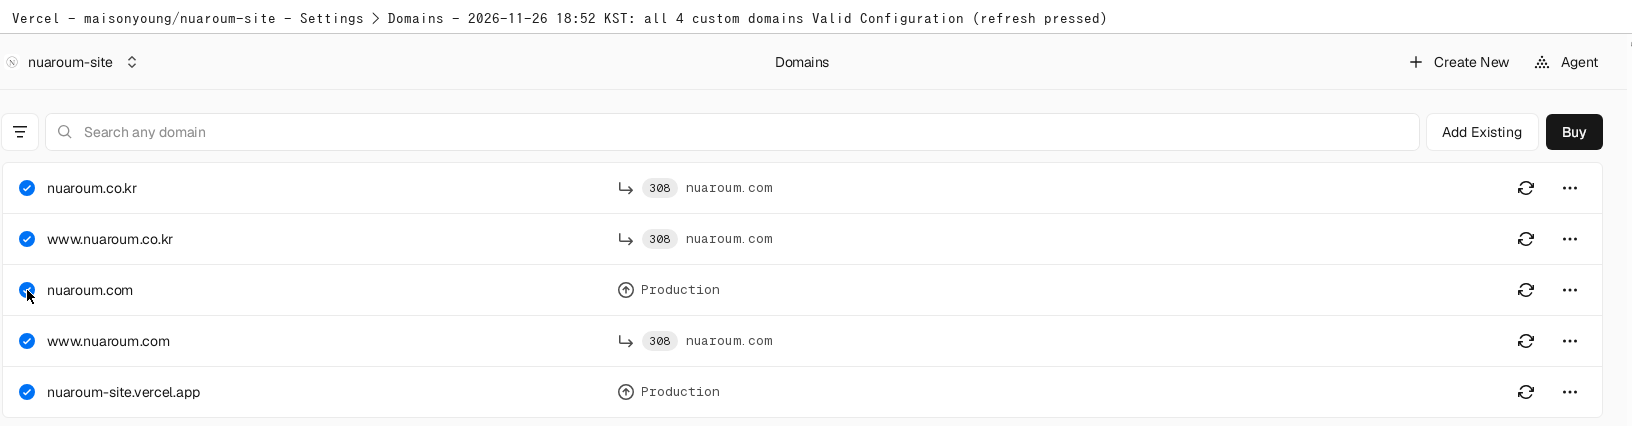 Vercel – maisonyoung/nuaroum-site – Settings > Domains – 2026-11-26 18:52 KST: all 4 custom domains Valid Configuration (refresh pressed)
N nuaroum-site Domains Create New Agent
Search any domain Add Existing Buy
nuaroum.co.kr 308 nuaroum.com
www.nuaroum.co.kr 308 nuaroum.com
nuaroum.com Production
www.nuaroum.com 308 nuaroum.com
nuaroum-site.vercel.app Production